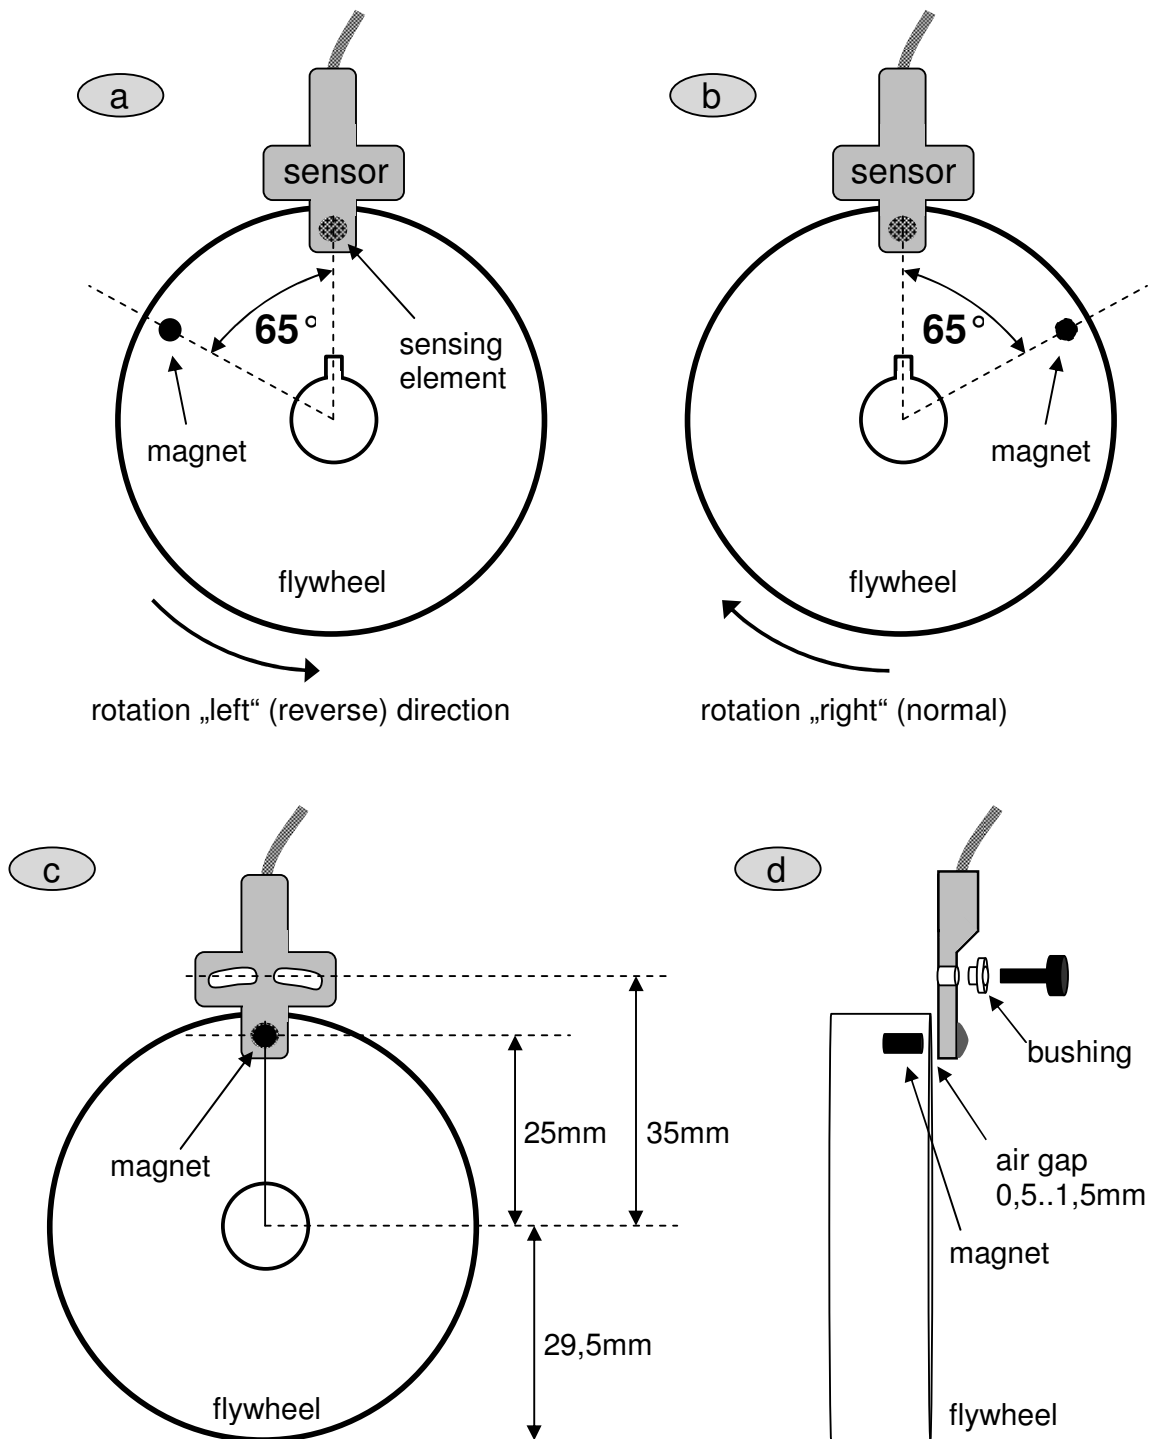 a
sensor
65°
sensing
element
magnet
flywheel
rotation „left“ (reverse) direction
b
sensor
65°
magnet
flywheel
rotation „right“ (normal)
c
magnet
25mm
35mm
29,5mm
flywheel
d
bushing
air gap
0,5..1,5mm
magnet
flywheel